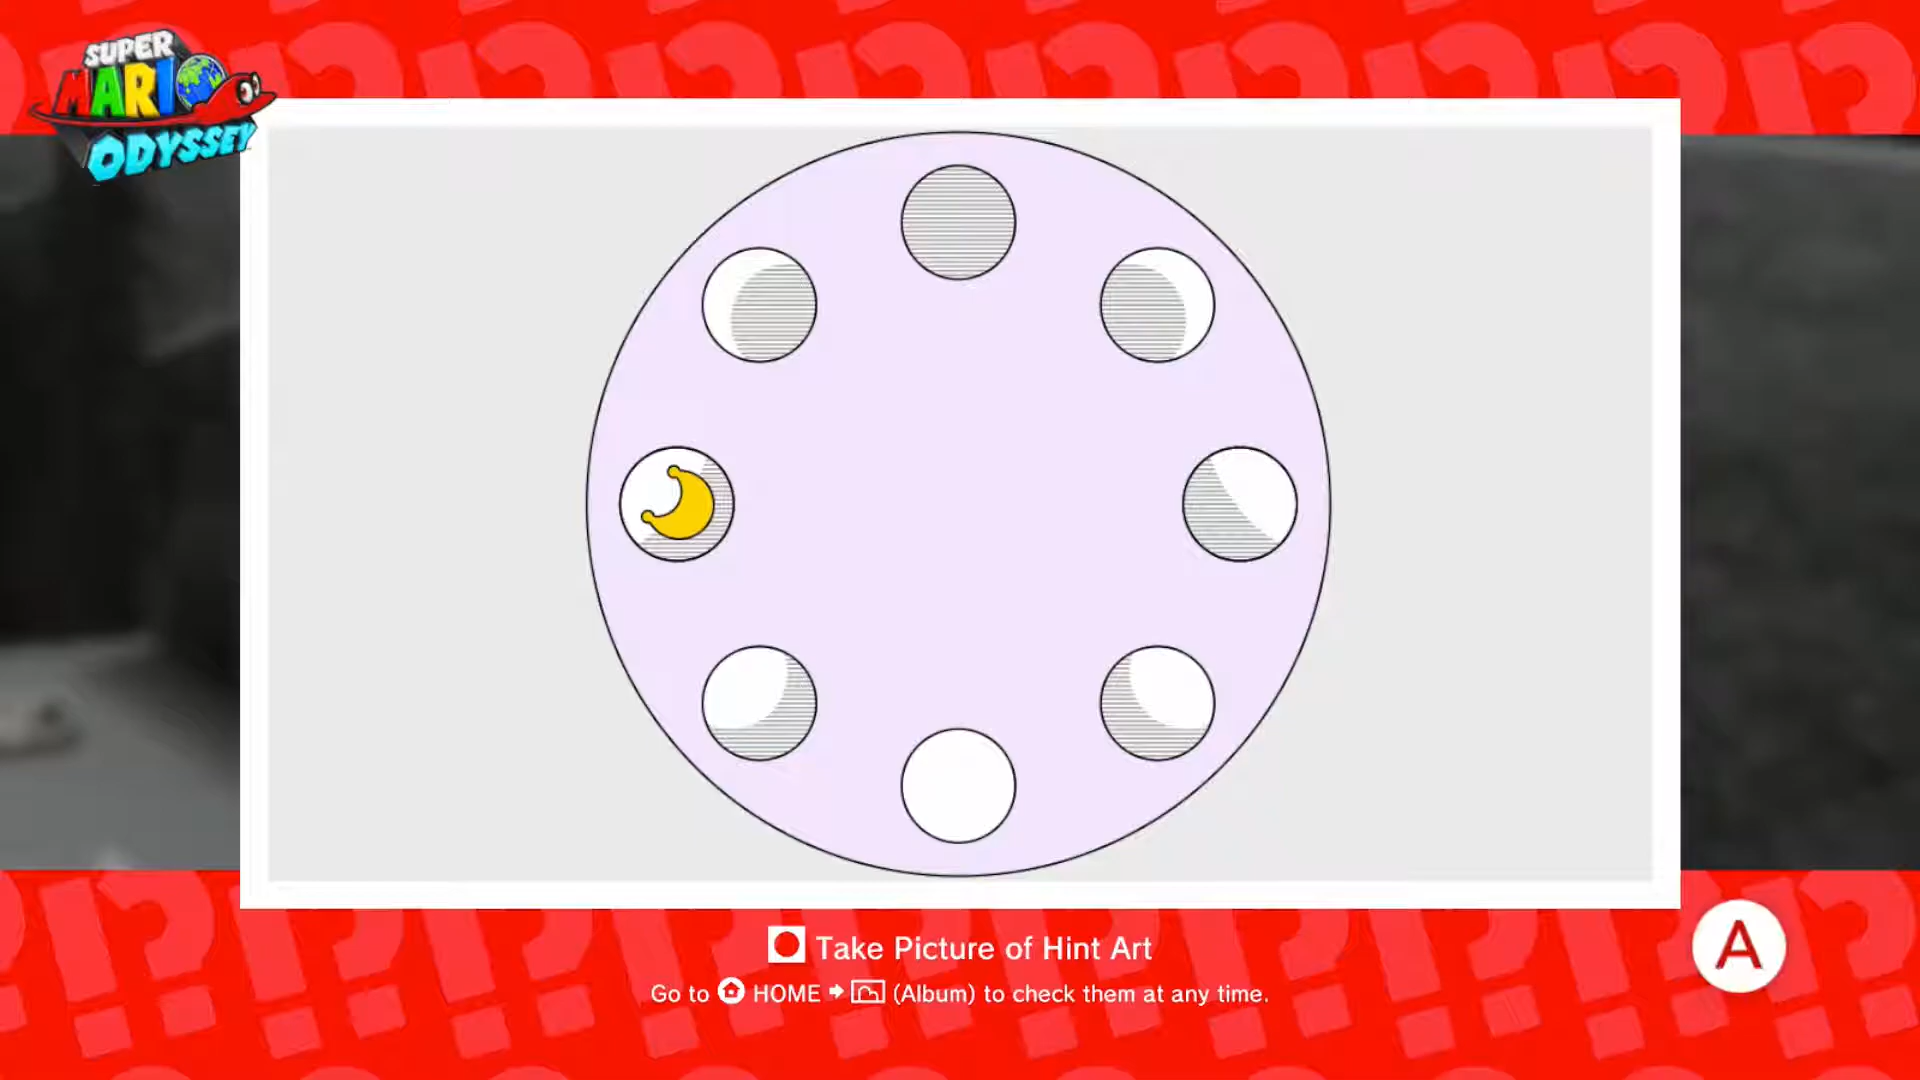 SUPER
MARIO
ODYSSEY
Take Picture of Hint Art
Go to HOME (Album) to check them at any time.
A